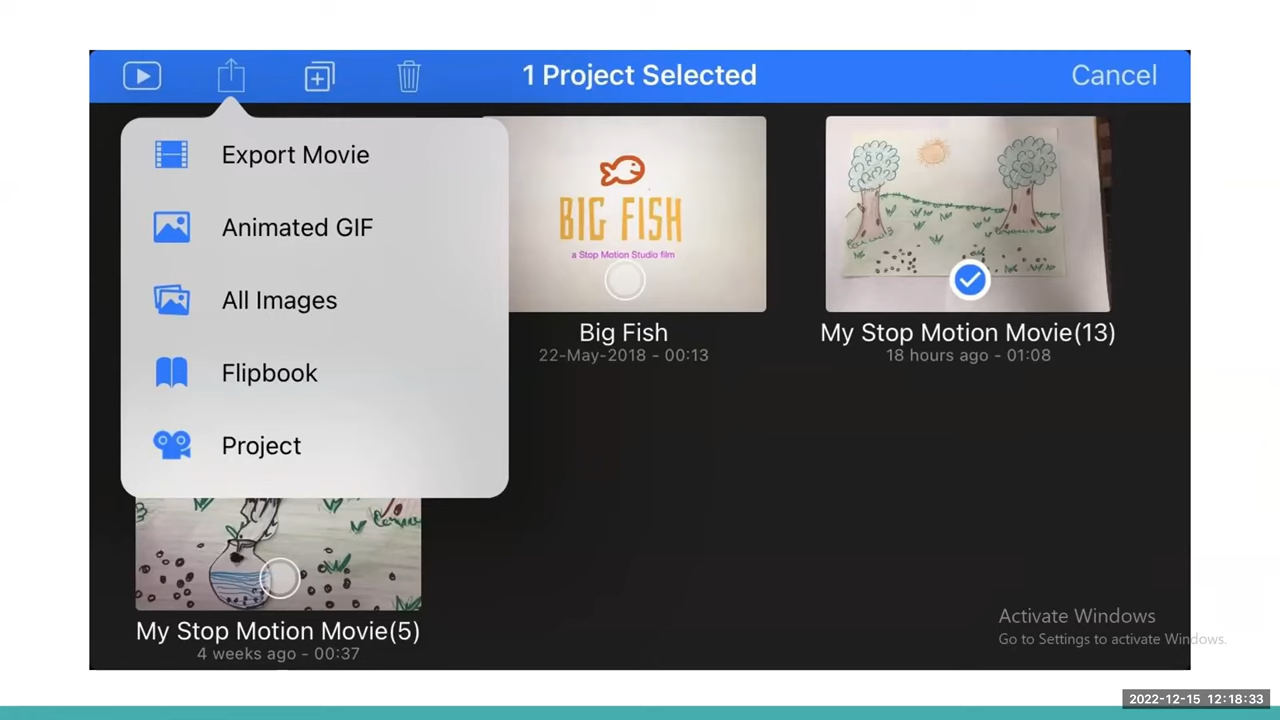 1 Project Selected
Cancel
Export Movie
Animated GIF
All Images
Flipbook
Project
BIG FISH
a Stop Motion Studio film
Big Fish
22-May-2018 - 00:13
My Stop Motion Movie(13)
18 hours ago - 01:08
My Stop Motion Movie(5)
4 weeks ago - 00:37
Activate Windows
Go to Settings to activate Windows.
2022-12-15 12:18:33